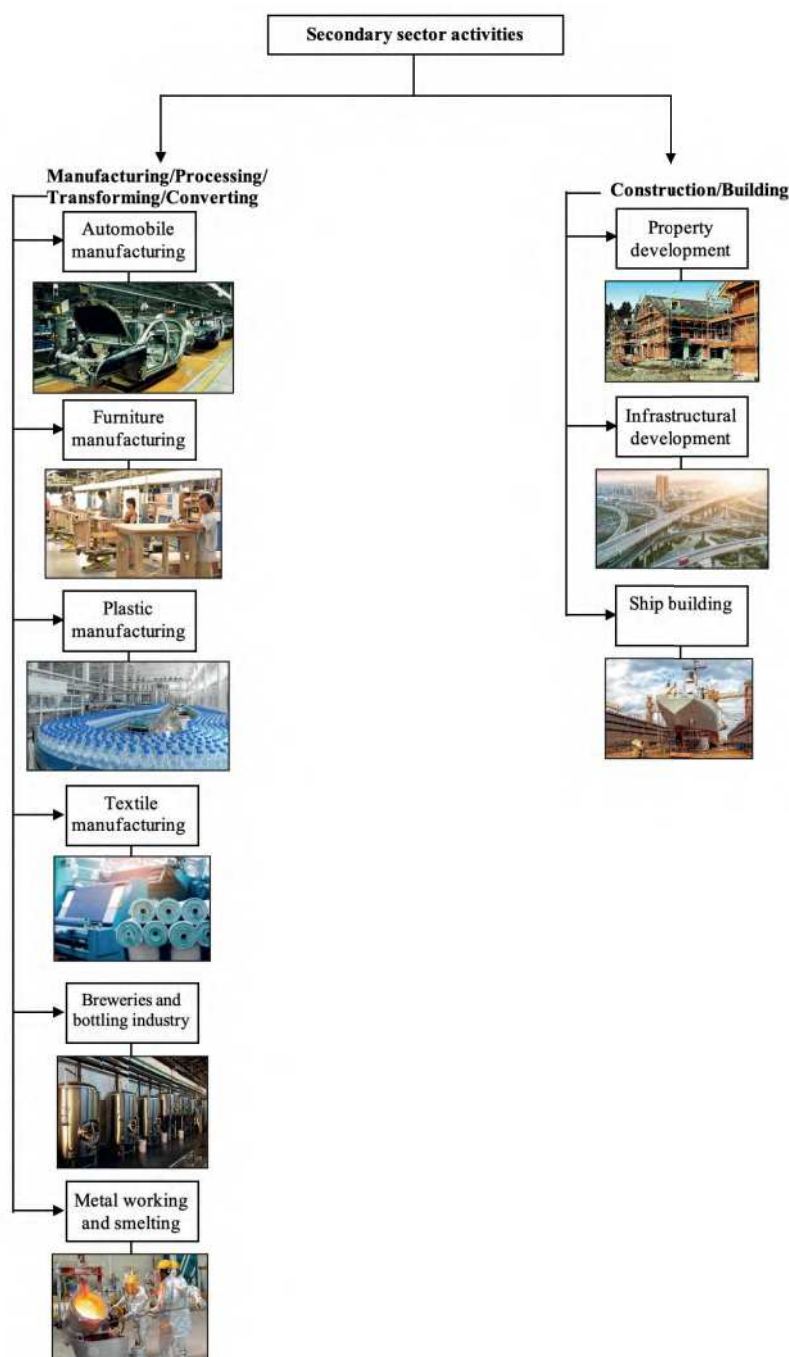 Secondary sector activities
Manufacturing/Processing/
Transforming/Converting
Automobile
manufacturing
Furniture
manufacturing
Plastic
manufacturing
Textile
manufacturing
Breweries and
bottling industry
Metal working
and smelting
Construction/Building
Property
development
Infrastructural
development
Ship building